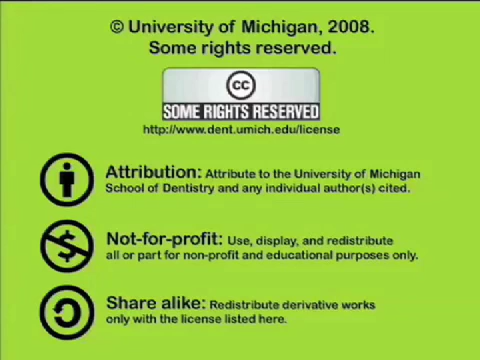 © University of Michigan, 2008.
Some rights reserved.
cc
SOME RIGHTS RESERVED
http://www.dent.umich.edu/license
Attribution: Attribute to the University of Michigan
School of Dentistry and any individual author(s) cited.
$
Not-for-profit: Use, display, and redistribute
all or part for non-profit and educational purposes only.
Share alike: Redistribute derivative works
only with the license listed here.